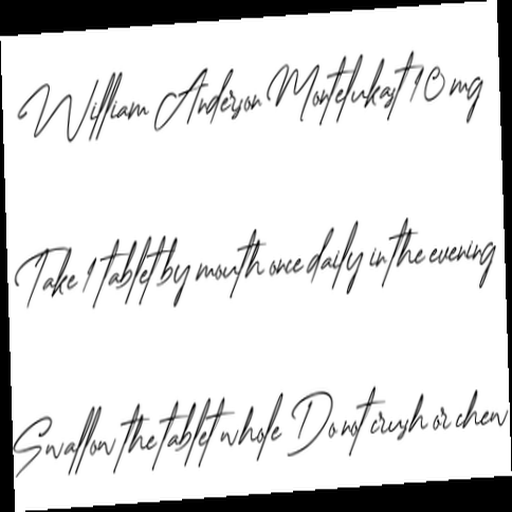 William Anderson Montelukast 10 mg
Take 1 tablet by mouth once daily in the evening
Swallow the tablet whole Do not crush or chew